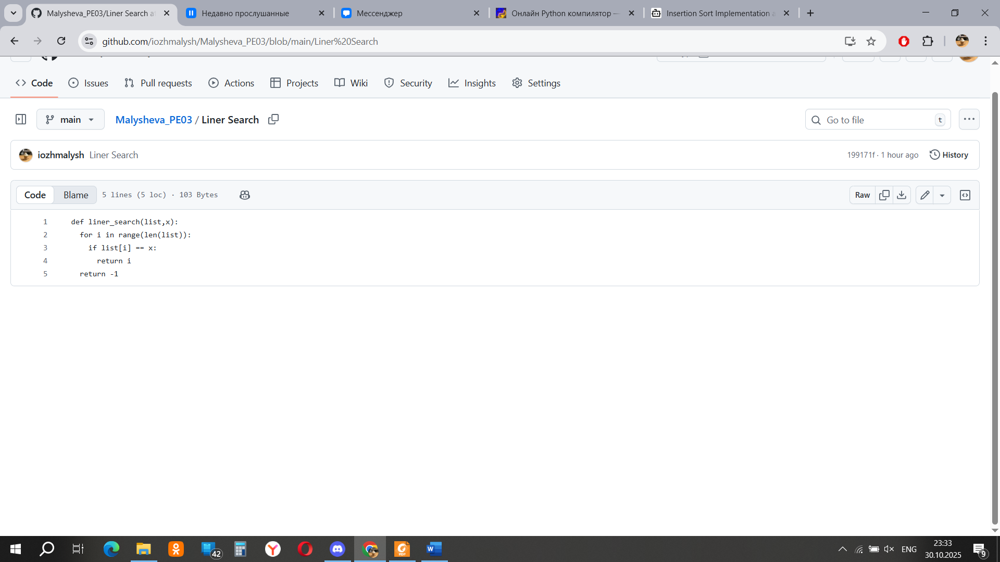 Malysheva_PE03/Liner Search at
Недавно прослушанные
Мессенджер
Онлайн Python компилятор —
Insertion Sort Implementation a
github.com/iozhmalysh/Malysheva_PE03/blob/main/Liner%20Search
Code
Issues
Pull requests
Actions
Projects
Wiki
Security
Insights
Settings
main
Malysheva_PE03 / Liner Search
Go to file
t
iozhmalysh Liner Search
199171f · 1 hour ago
History
Code
Blame
5 lines (5 loc) · 103 Bytes
Raw
1 def liner_search(list,x):
2 for i in range(len(list)):
3 if list[i] == x:
4 return i
5 return -1
42
ENG
23:33
30.10.2025
9